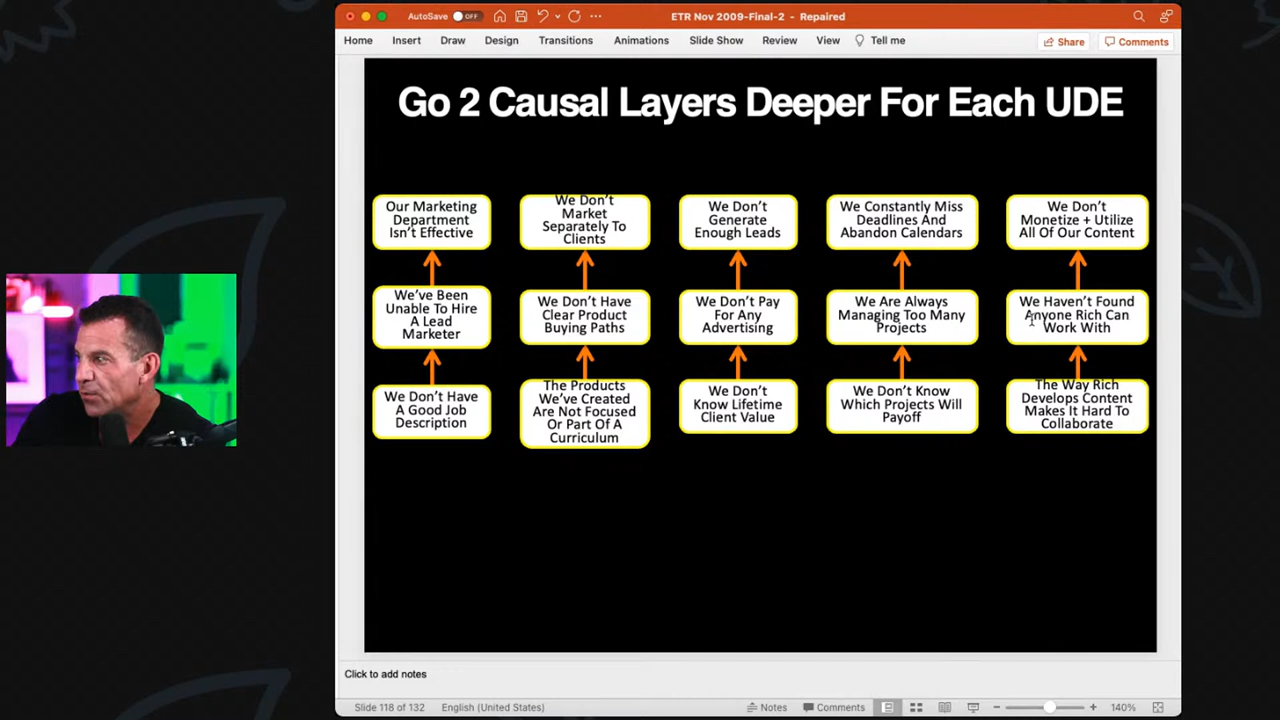 AutoSave OFF
ETR Nov 2009-Final-2 - Repaired
Home Insert Draw Design Transitions Animations Slide Show Review View Tell me
Share Comments
Go 2 Causal Layers Deeper For Each UDE
Our Marketing
Department
Isn't Effective
We Don't
Market
Separately To
Clients
We Don't
Generate
Enough Leads
We Constantly Miss
Deadlines And
Abandon Calendars
We Don't
Monetize + Utilize
All Of Our Content
We've Been
Unable To Hire
A Lead
Marketer
We Don't Have
Clear Product
Buying Paths
We Don't Pay
For Any
Advertising
We Are Always
Managing Too Many
Projects
We Haven't Found
Anyone Rich Can
Work With
We Don't Have
A Good Job
Description
The Products
We've Created
Are Not Focused
Or Part Of A
Curriculum
We Don't
Know Lifetime
Client Value
We Don't Know
Which Projects Will
Payoff
The Way Rich
Develops Content
Makes It Hard To
Collaborate
Click to add notes
Slide 118 of 132 English (United States) Notes Comments 140%